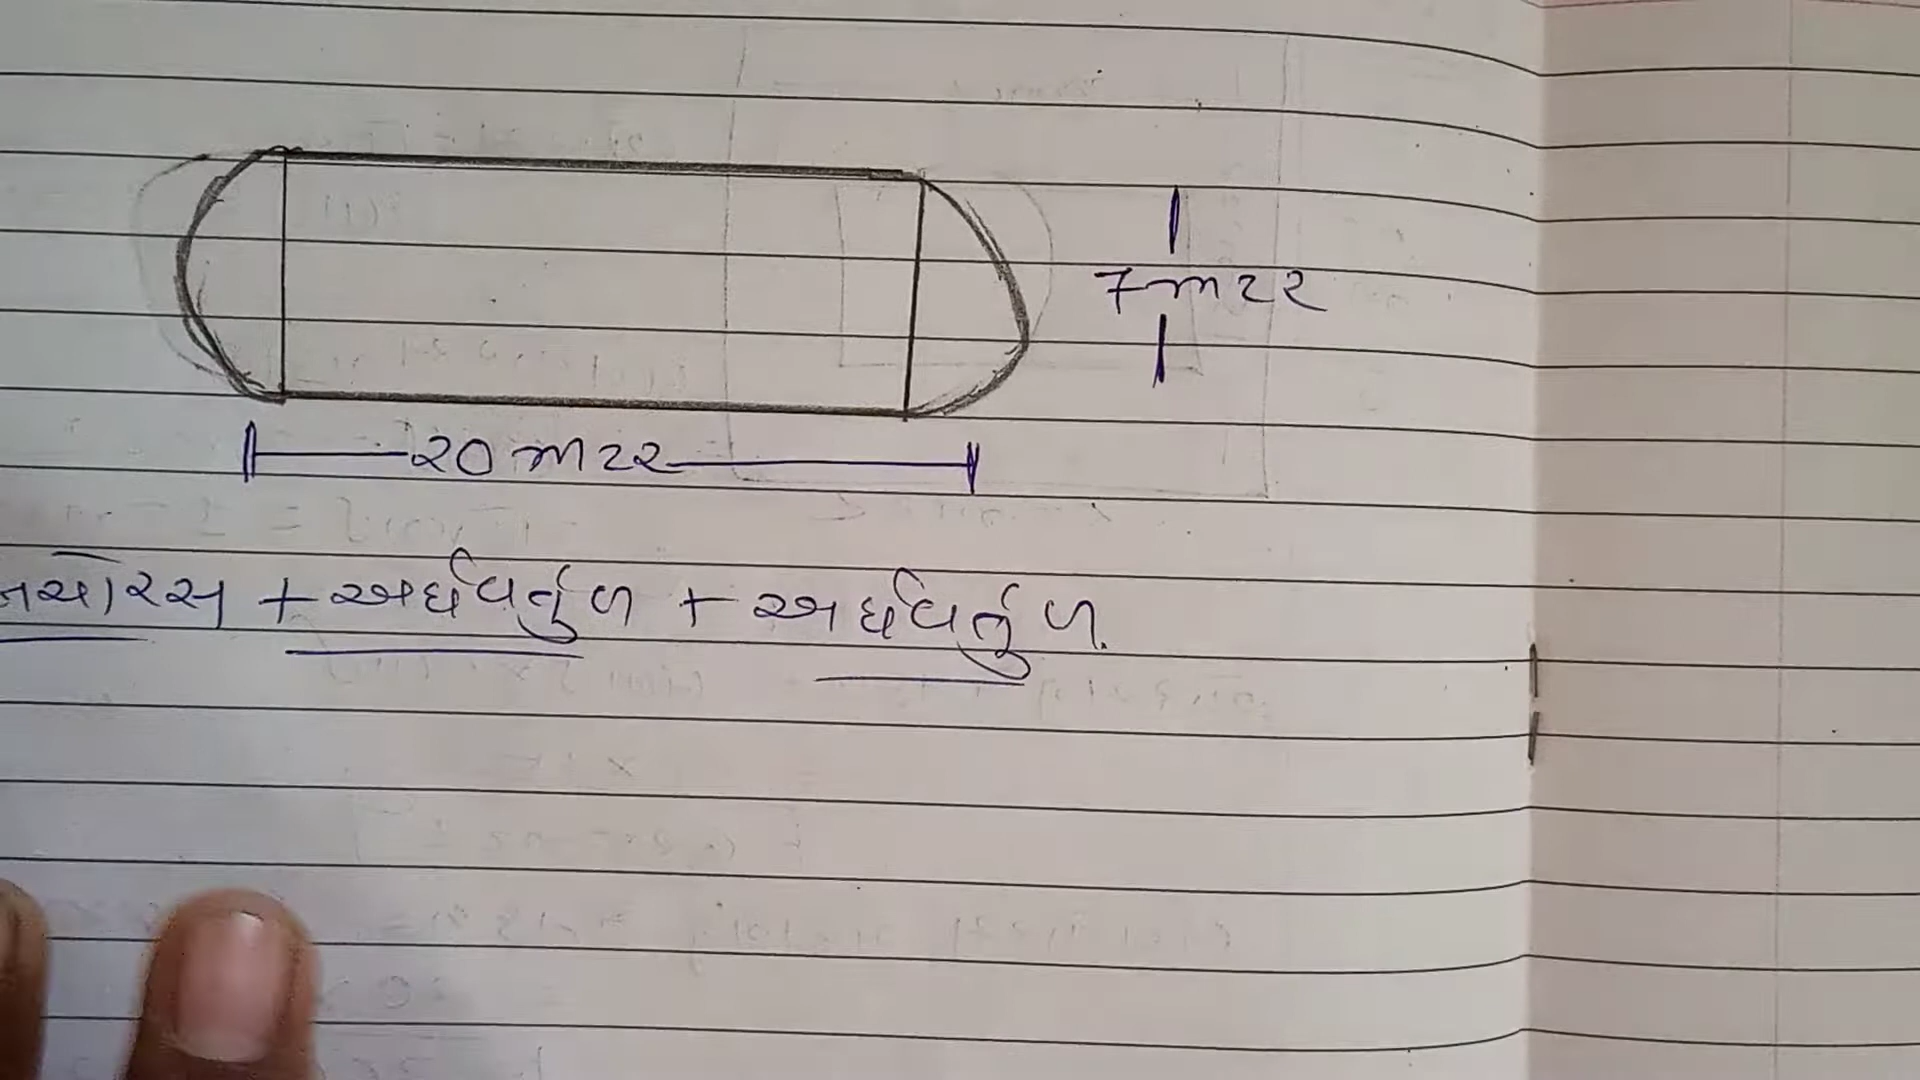 7 મીટર
20 મીટર
બચોરસ + અર્ધવર્તુળ + અર્ધવર્તુળ.